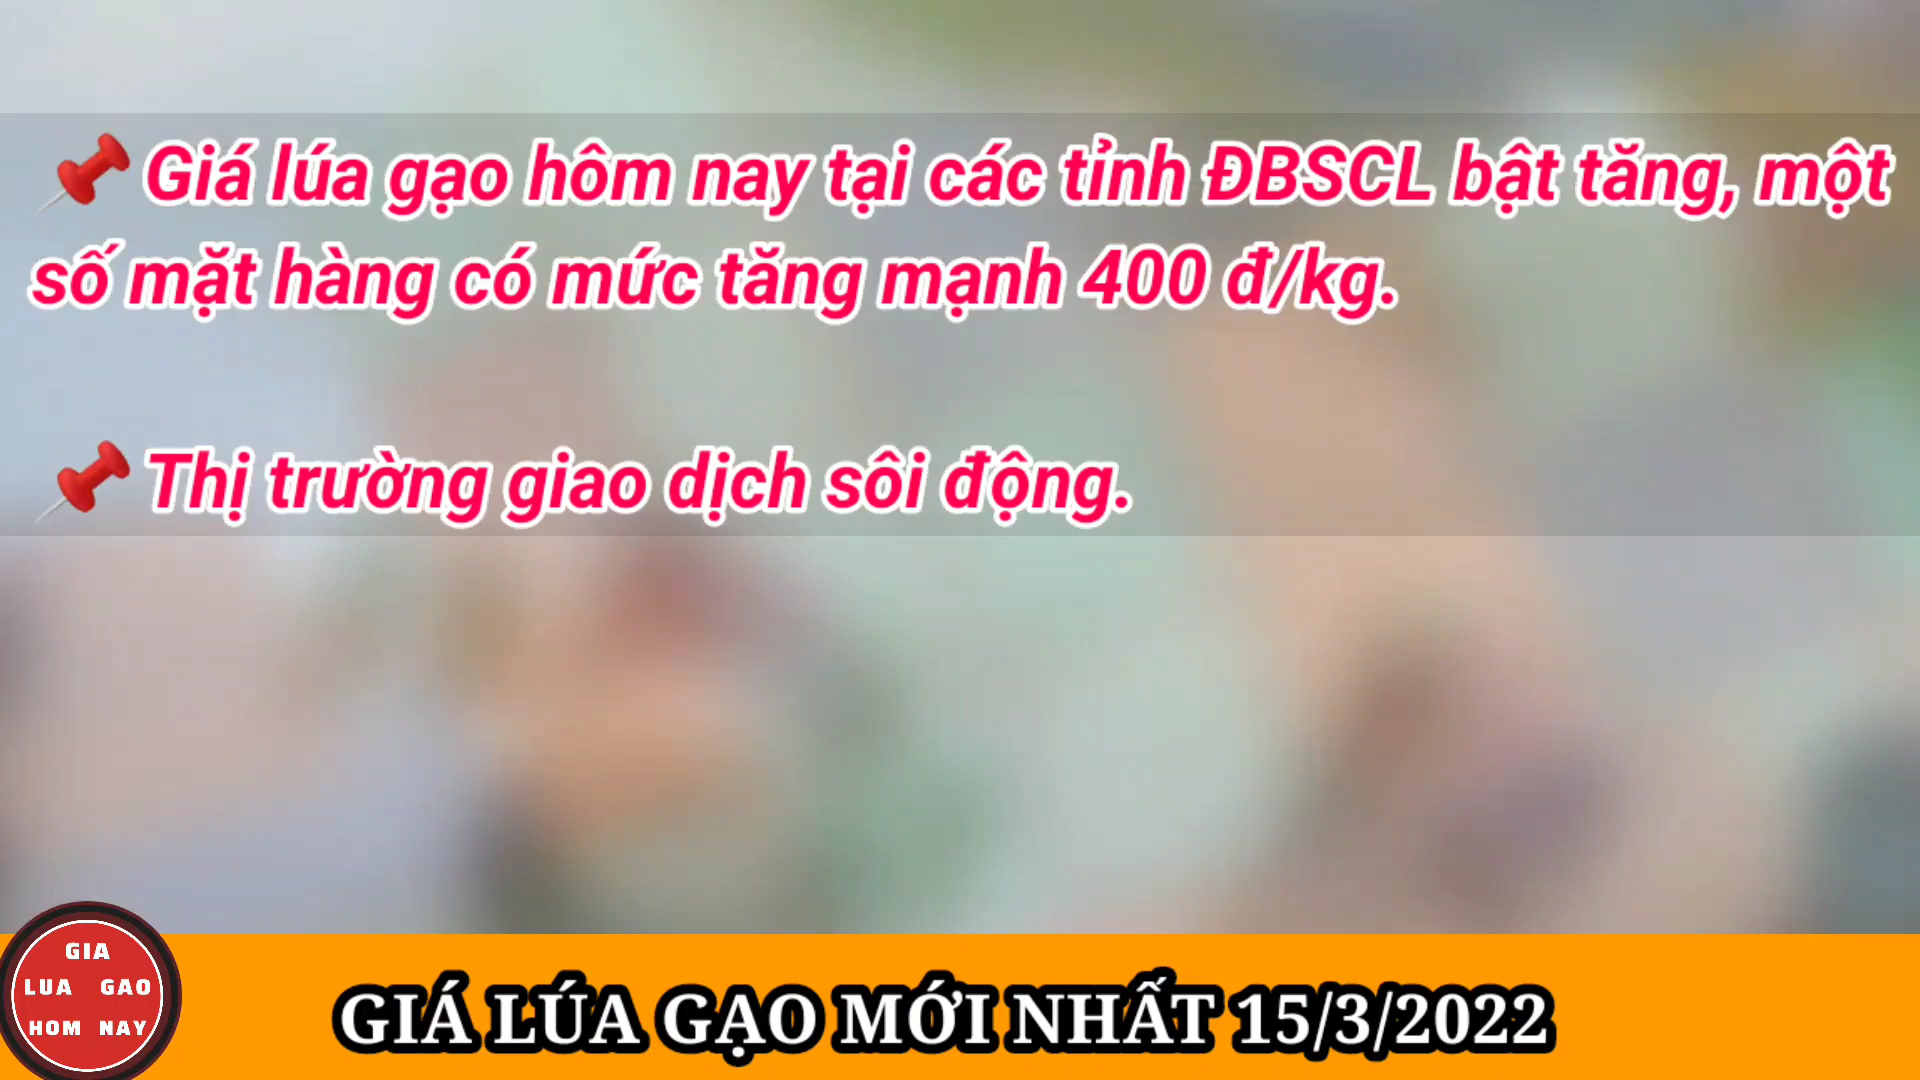 📌 Giá lúa gạo hôm nay tại các tỉnh ĐBSCL bật tăng, một
số mặt hàng có mức tăng mạnh 400 đ/kg.
📌 Thị trường giao dịch sôi động.
GIA
LUA GAO
HOM NAY
GIÁ LÚA GẠO MỚI NHẤT 15/3/2022